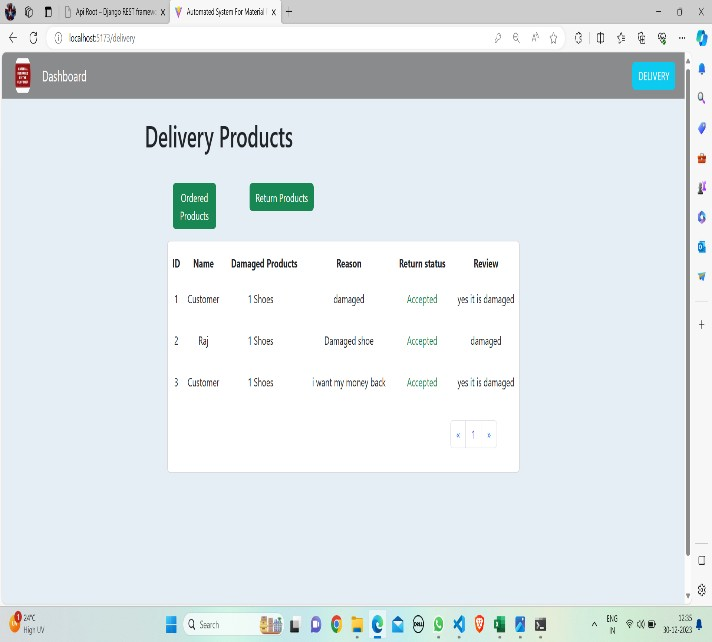 Api Root – Django REST framew
Automated System For Material
localhost:5173/delivery
Dashboard
DELIVERY
Delivery Products
Ordered
Products
Return Products
ID Name Damaged Products Reason Return status Review
1 Customer 1 Shoes damaged Accepted yes it is damaged
2 Raj 1 Shoes Damaged shoe Accepted damaged
3 Customer 1 Shoes i want my money back Accepted yes it is damaged
« 1 »
1
24°C
High UV
Search
DELL
ENG
IN
12:35
30-12-2023